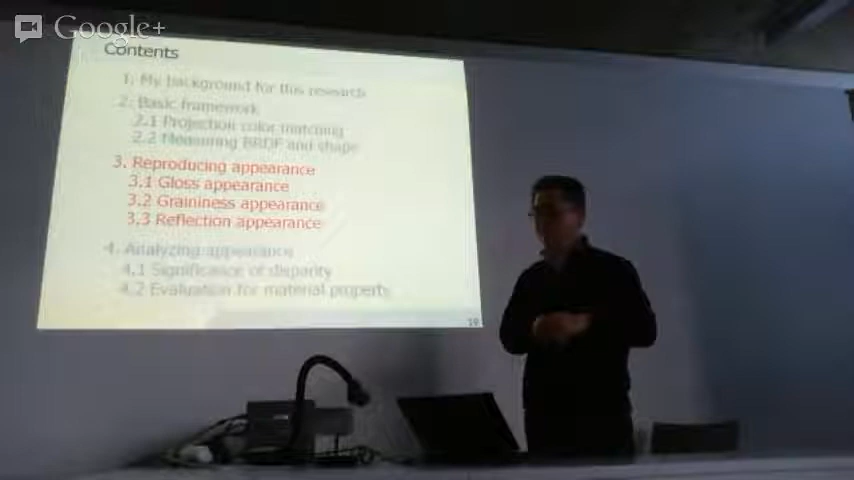 Google+
Contents
1. My background for this research
2. Basic framework
2.1 Projection color matching
2.2 Measuring BRDF and shape
3. Reproducing appearance
3.1 Gloss appearance
3.2 Graininess appearance
3.3 Reflection appearance
4. Analyzing appearance
4.1 Significance of disparity
4.2 Evaluation for material property
19